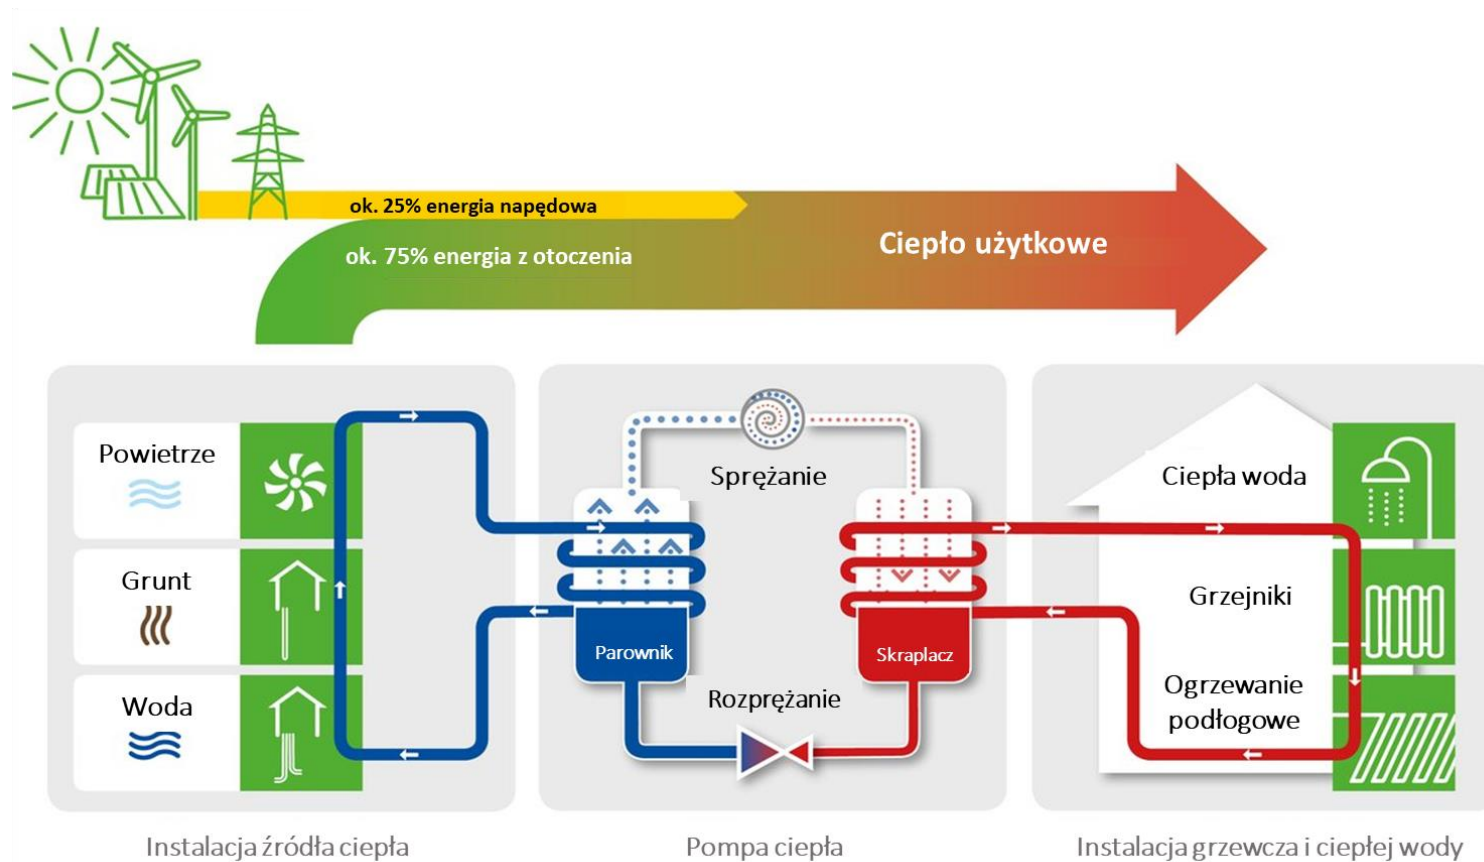 ok. 25% energia napędowa
ok. 75% energia z otoczenia
Ciepło użytkowe
Powietrze
Grunt
Woda
Sprężanie
Parownik
Skraplacz
Rozprężanie
Ciepła woda
Grzejniki
Ogrzewanie
podłogowe
Instalacja źródła ciepła
Pompa ciepła
Instalacja grzewcza i ciepłej wody